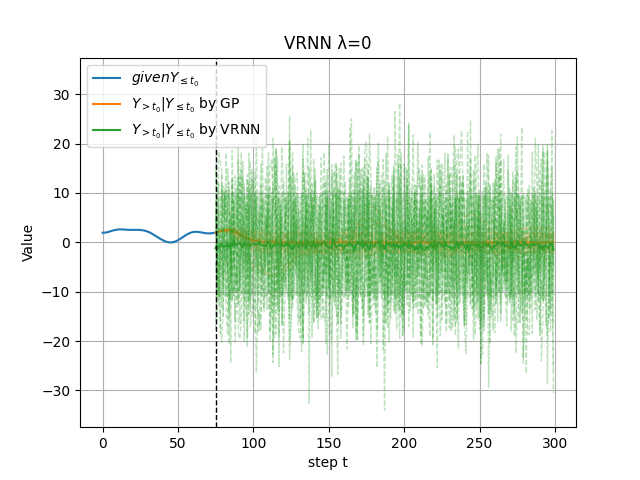 VRNN λ=0
givenY≤t₀
Y>t₀|Y≤t₀ by GP
Y>t₀|Y≤t₀ by VRNN
Value
30
20
10
0
−10
−20
−30
0
50
100
150
200
250
300
step t